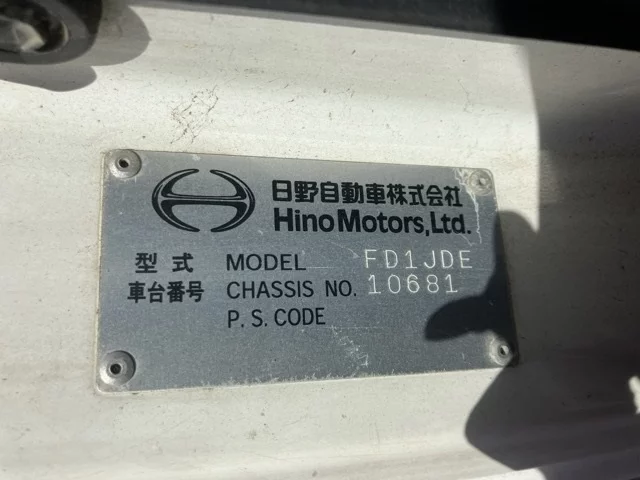 日野自動車株式会社
Hino Motors, Ltd.
型式 MODEL FD1JDE
車台番号 CHASSIS NO. 10681
P. S. CODE